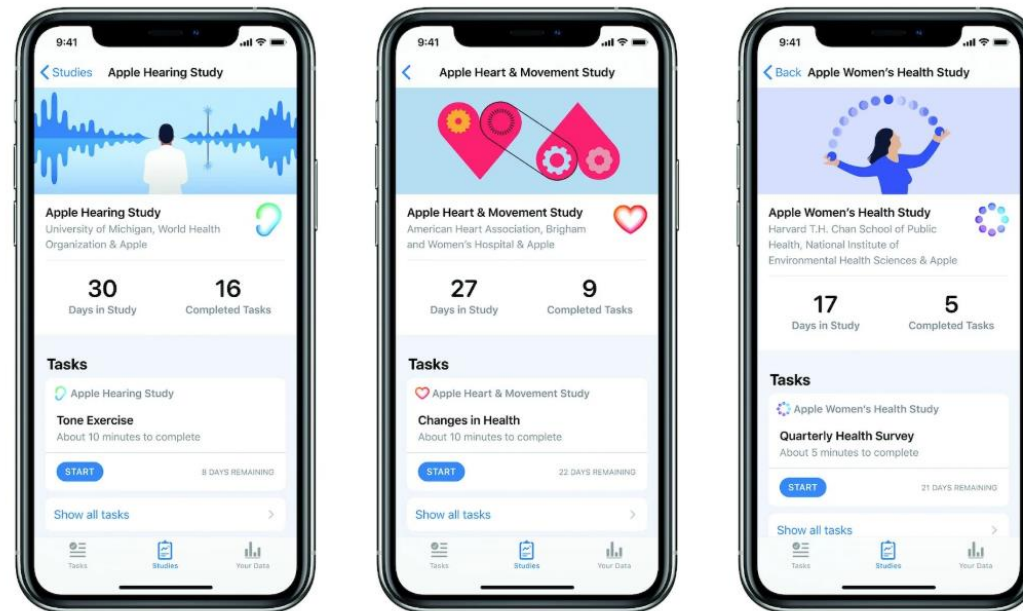 9:41
Studies Apple Hearing Study
Apple Hearing Study
University of Michigan, World Health
Organization & Apple
30 16
Days in Study Completed Tasks
Tasks
Apple Hearing Study
Tone Exercise
About 10 minutes to complete
START 8 DAYS REMAINING
Show all tasks
Tasks Studies Your Data
9:41
Apple Heart & Movement Study
Apple Heart & Movement Study
American Heart Association, Brigham
and Women's Hospital & Apple
27 9
Days in Study Completed Tasks
Tasks
Apple Heart & Movement Study
Changes in Health
About 10 minutes to complete
START 22 DAYS REMAINING
Show all tasks
Tasks Studies Your Data
9:41
Back Apple Women's Health Study
Apple Women's Health Study
Harvard T.H. Chan School of Public
Health, National Institute of
Environmental Health Sciences & Apple
17 5
Days in Study Completed Tasks
Tasks
Apple Women's Health Study
Quarterly Health Survey
About 5 minutes to complete
START 21 DAYS REMAINING
Show all tasks
Tasks Studies Your Data